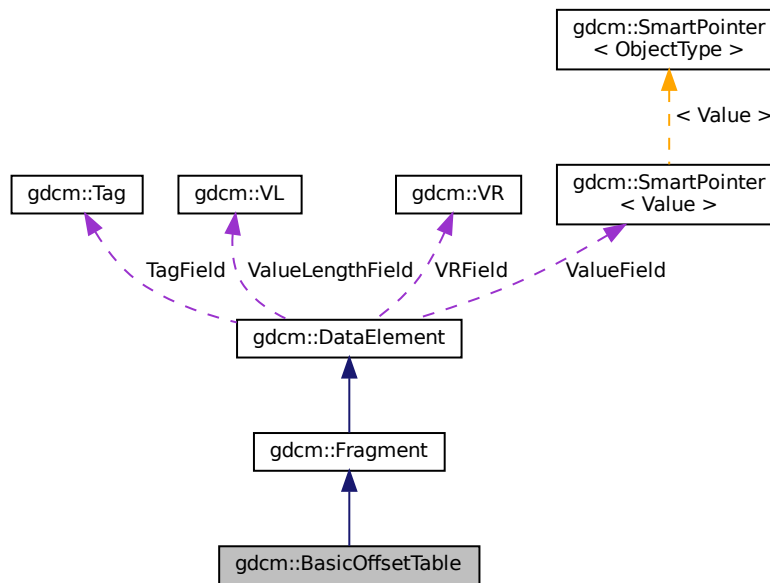 gdcm::SmartPointer
< ObjectType >
< Value >
gdcm::Tag
gdcm::VL
gdcm::VR
gdcm::SmartPointer
< Value >
TagField
ValueLengthField
VRField
ValueField
gdcm::DataElement
gdcm::Fragment
gdcm::BasicOffsetTable